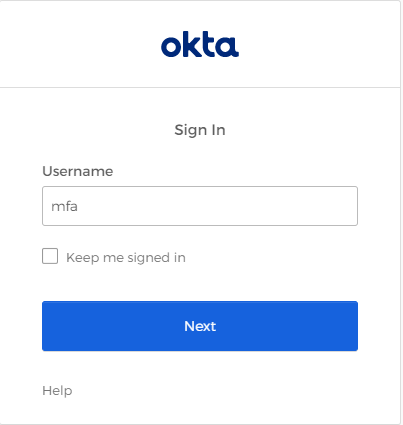 okta
Sign In
Username
mfa
Keep me signed in
Next
Help